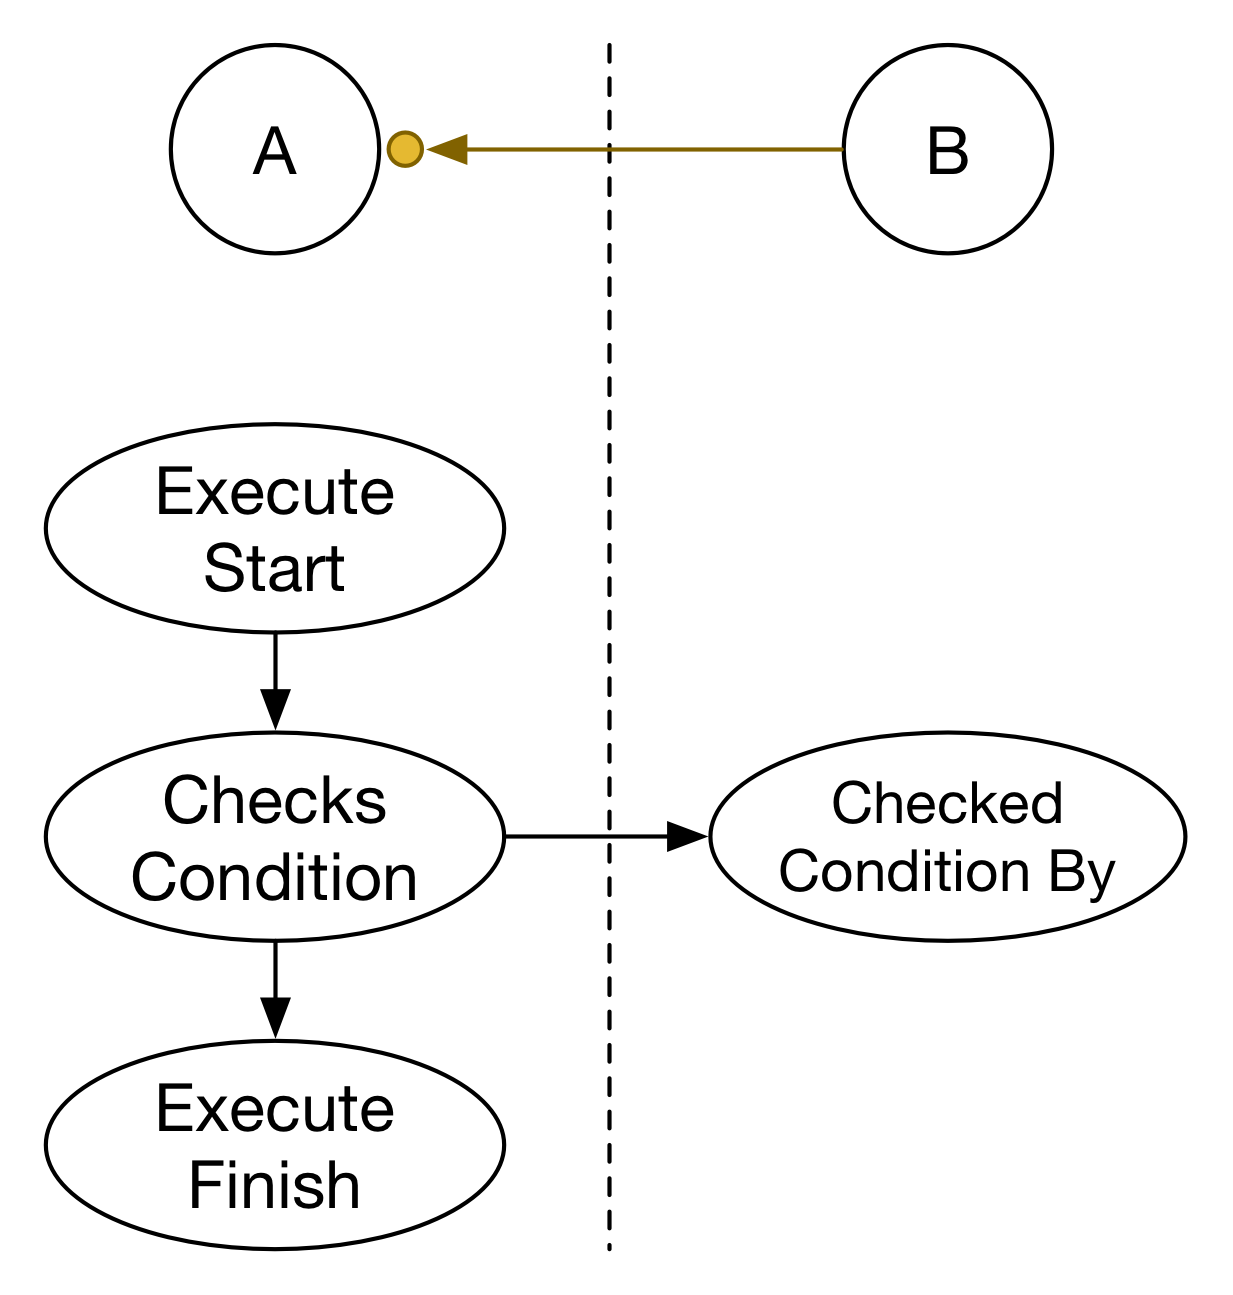 A
B
Execute
Start
Checks
Condition
Checked
Condition By
Execute
Finish